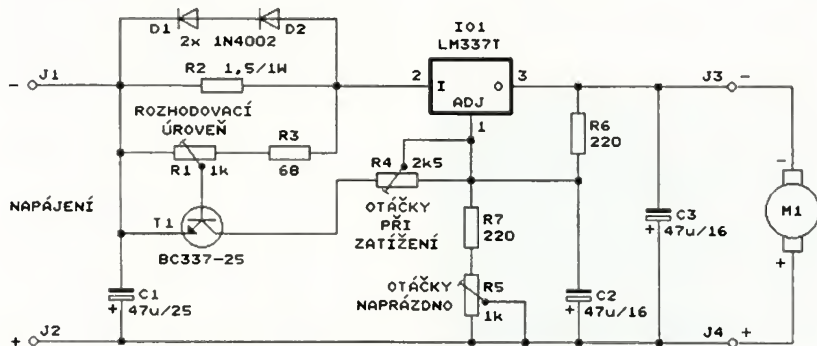 D1
D2
2x 1N4002
IO1
LM337T
- J1
R2 1,5/1W
2
I
O
3
ADJ
1
J3 -
ROZHODOVACÍ
ÚROVEŇ
R3
68
R1
1k
R4
2k5
R6
220
NAPÁJENÍ
T1
BC337-25
OTÁČKY
PŘI
ZATÍŽENÍ
R7
220
C3
+ 47u/16
-
M1
+
C1
+ 47u/25
OTÁČKY
NAPRÁZDNO
R5
1k
C2
+ 47u/16
+ J2
J4 +